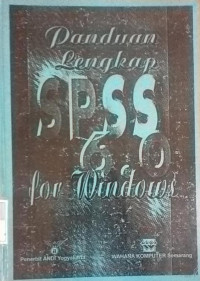 Panduan
Lengkap
SPSS
6.0
for Windows
Penerbit ANDI Yogyakarta
WAHANA KOMPUTER Semarang